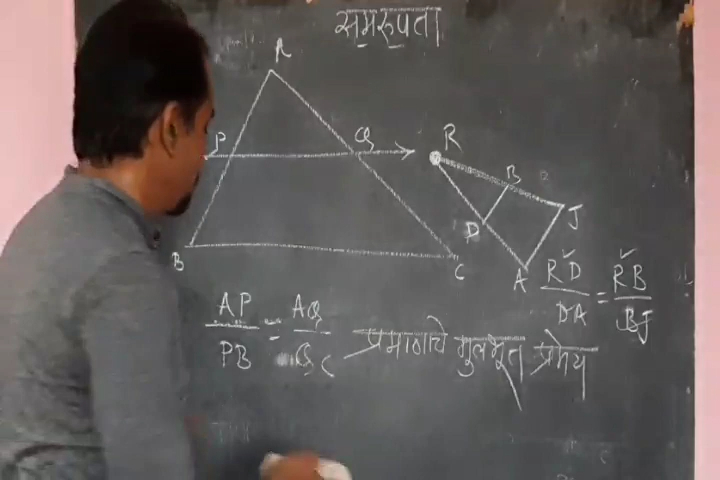 समरुपता
A
P
Q
R
B
D
J
B
C
A
RD/DA = RB/BJ
AP/PB = AQ/QC
प्रमाणाचे मुलभूत प्रमेय